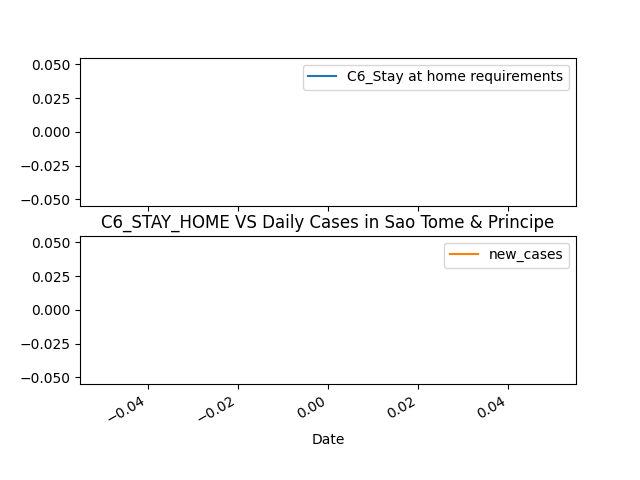 0.050
C6_Stay at home requirements
0.025
0.000
−0.025
−0.050
C6_STAY_HOME VS Daily Cases in Sao Tome & Principe
0.050
new_cases
0.025
0.000
−0.025
−0.050
−0.04 −0.02 0.00 0.02 0.04
Date